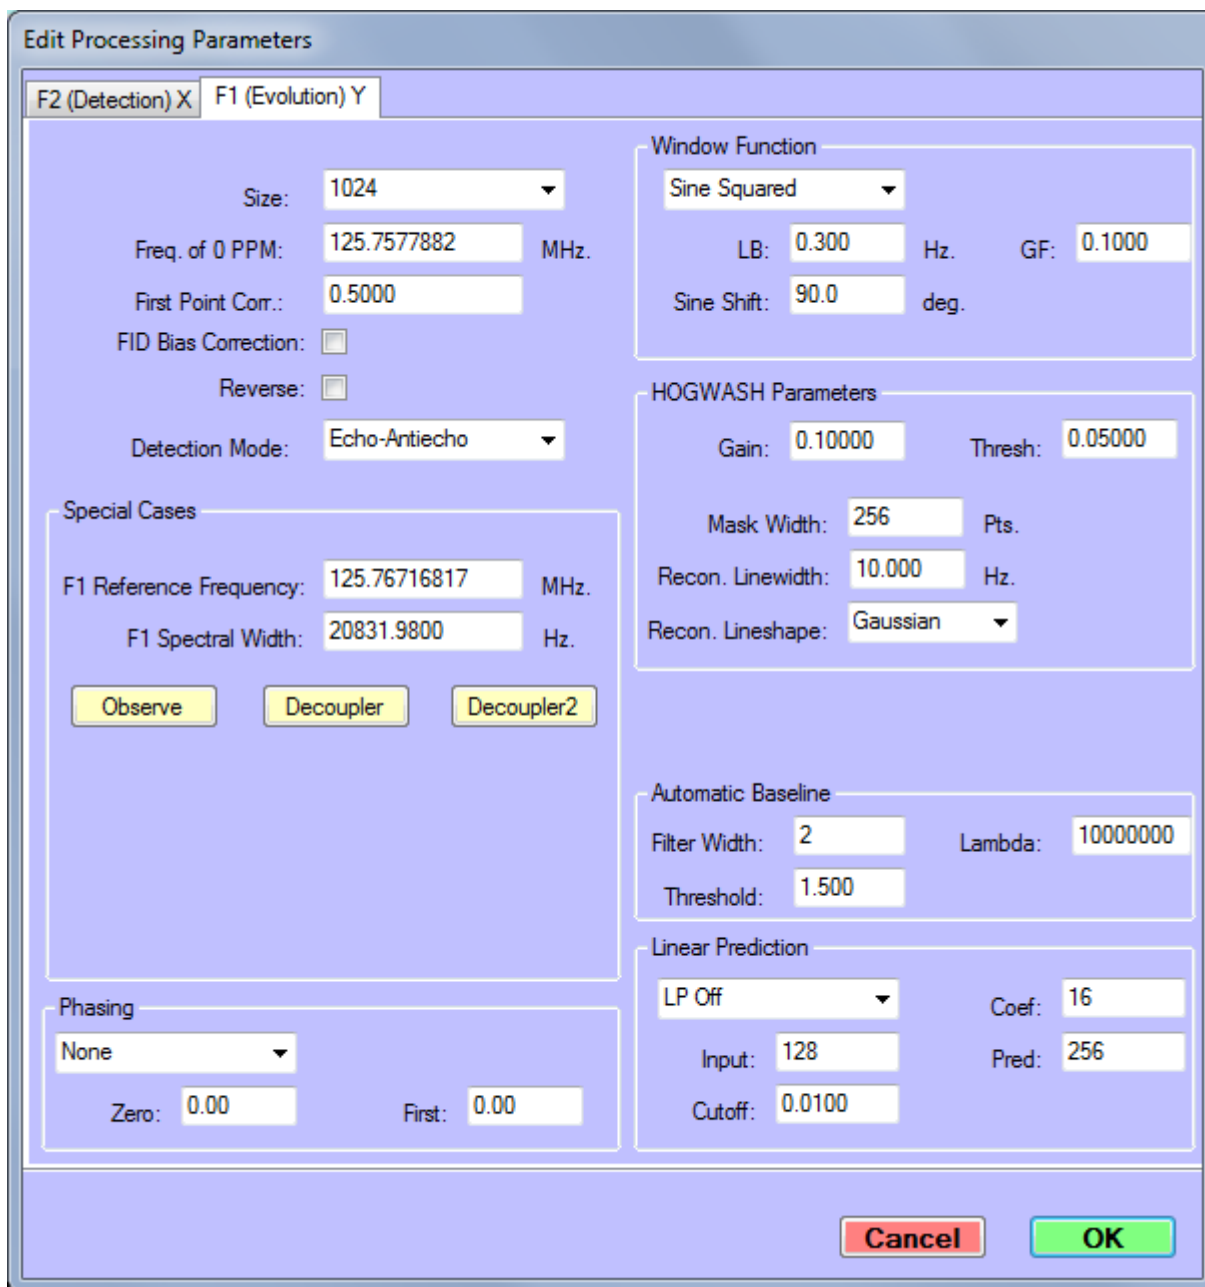 Edit Processing Parameters
F2 (Detection) X
F1 (Evolution) Y
Size: 1024
Freq. of 0 PPM: 125.7577882 MHz.
First Point Corr.: 0.5000
FID Bias Correction:
Reverse:
Detection Mode: Echo-Antiecho
Special Cases
F1 Reference Frequency: 125.76716817 MHz.
F1 Spectral Width: 20831.9800 Hz.
Observe Decoupler Decoupler2
Phasing
None
Zero: 0.00 First: 0.00
Window Function
Sine Squared
LB: 0.300 Hz. GF: 0.1000
Sine Shift: 90.0 deg.
HOGWASH Parameters
Gain: 0.10000 Thresh: 0.05000
Mask Width: 256 Pts.
Recon. Linewidth: 10.000 Hz.
Recon. Lineshape: Gaussian
Automatic Baseline
Filter Width: 2 Lambda: 10000000
Threshold: 1.500
Linear Prediction
LP Off Coef: 16
Input: 128 Pred: 256
Cutoff: 0.0100
Cancel OK